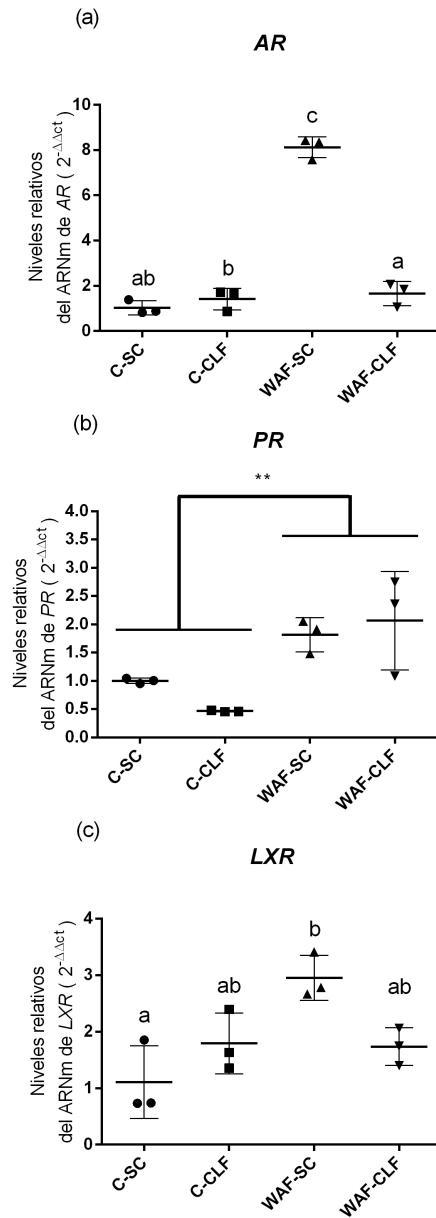 (a)
AR
Niveles relativos
del ARNm de AR ( 2^-ΔΔct )
10
8
6
4
2
0
ab
b
c
a
C-SC
C-CLF
WAF-SC
WAF-CLF
(b)
PR
Niveles relativos
del ARNm de PR ( 2^-ΔΔct )
4.0
3.5
3.0
2.5
2.0
1.5
1.0
0.5
0.0
**
C-SC
C-CLF
WAF-SC
WAF-CLF
(c)
LXR
Niveles relativos
del ARNm de LXR ( 2^-ΔΔct )
4
3
2
1
0
a
ab
b
ab
C-SC
C-CLF
WAF-SC
WAF-CLF